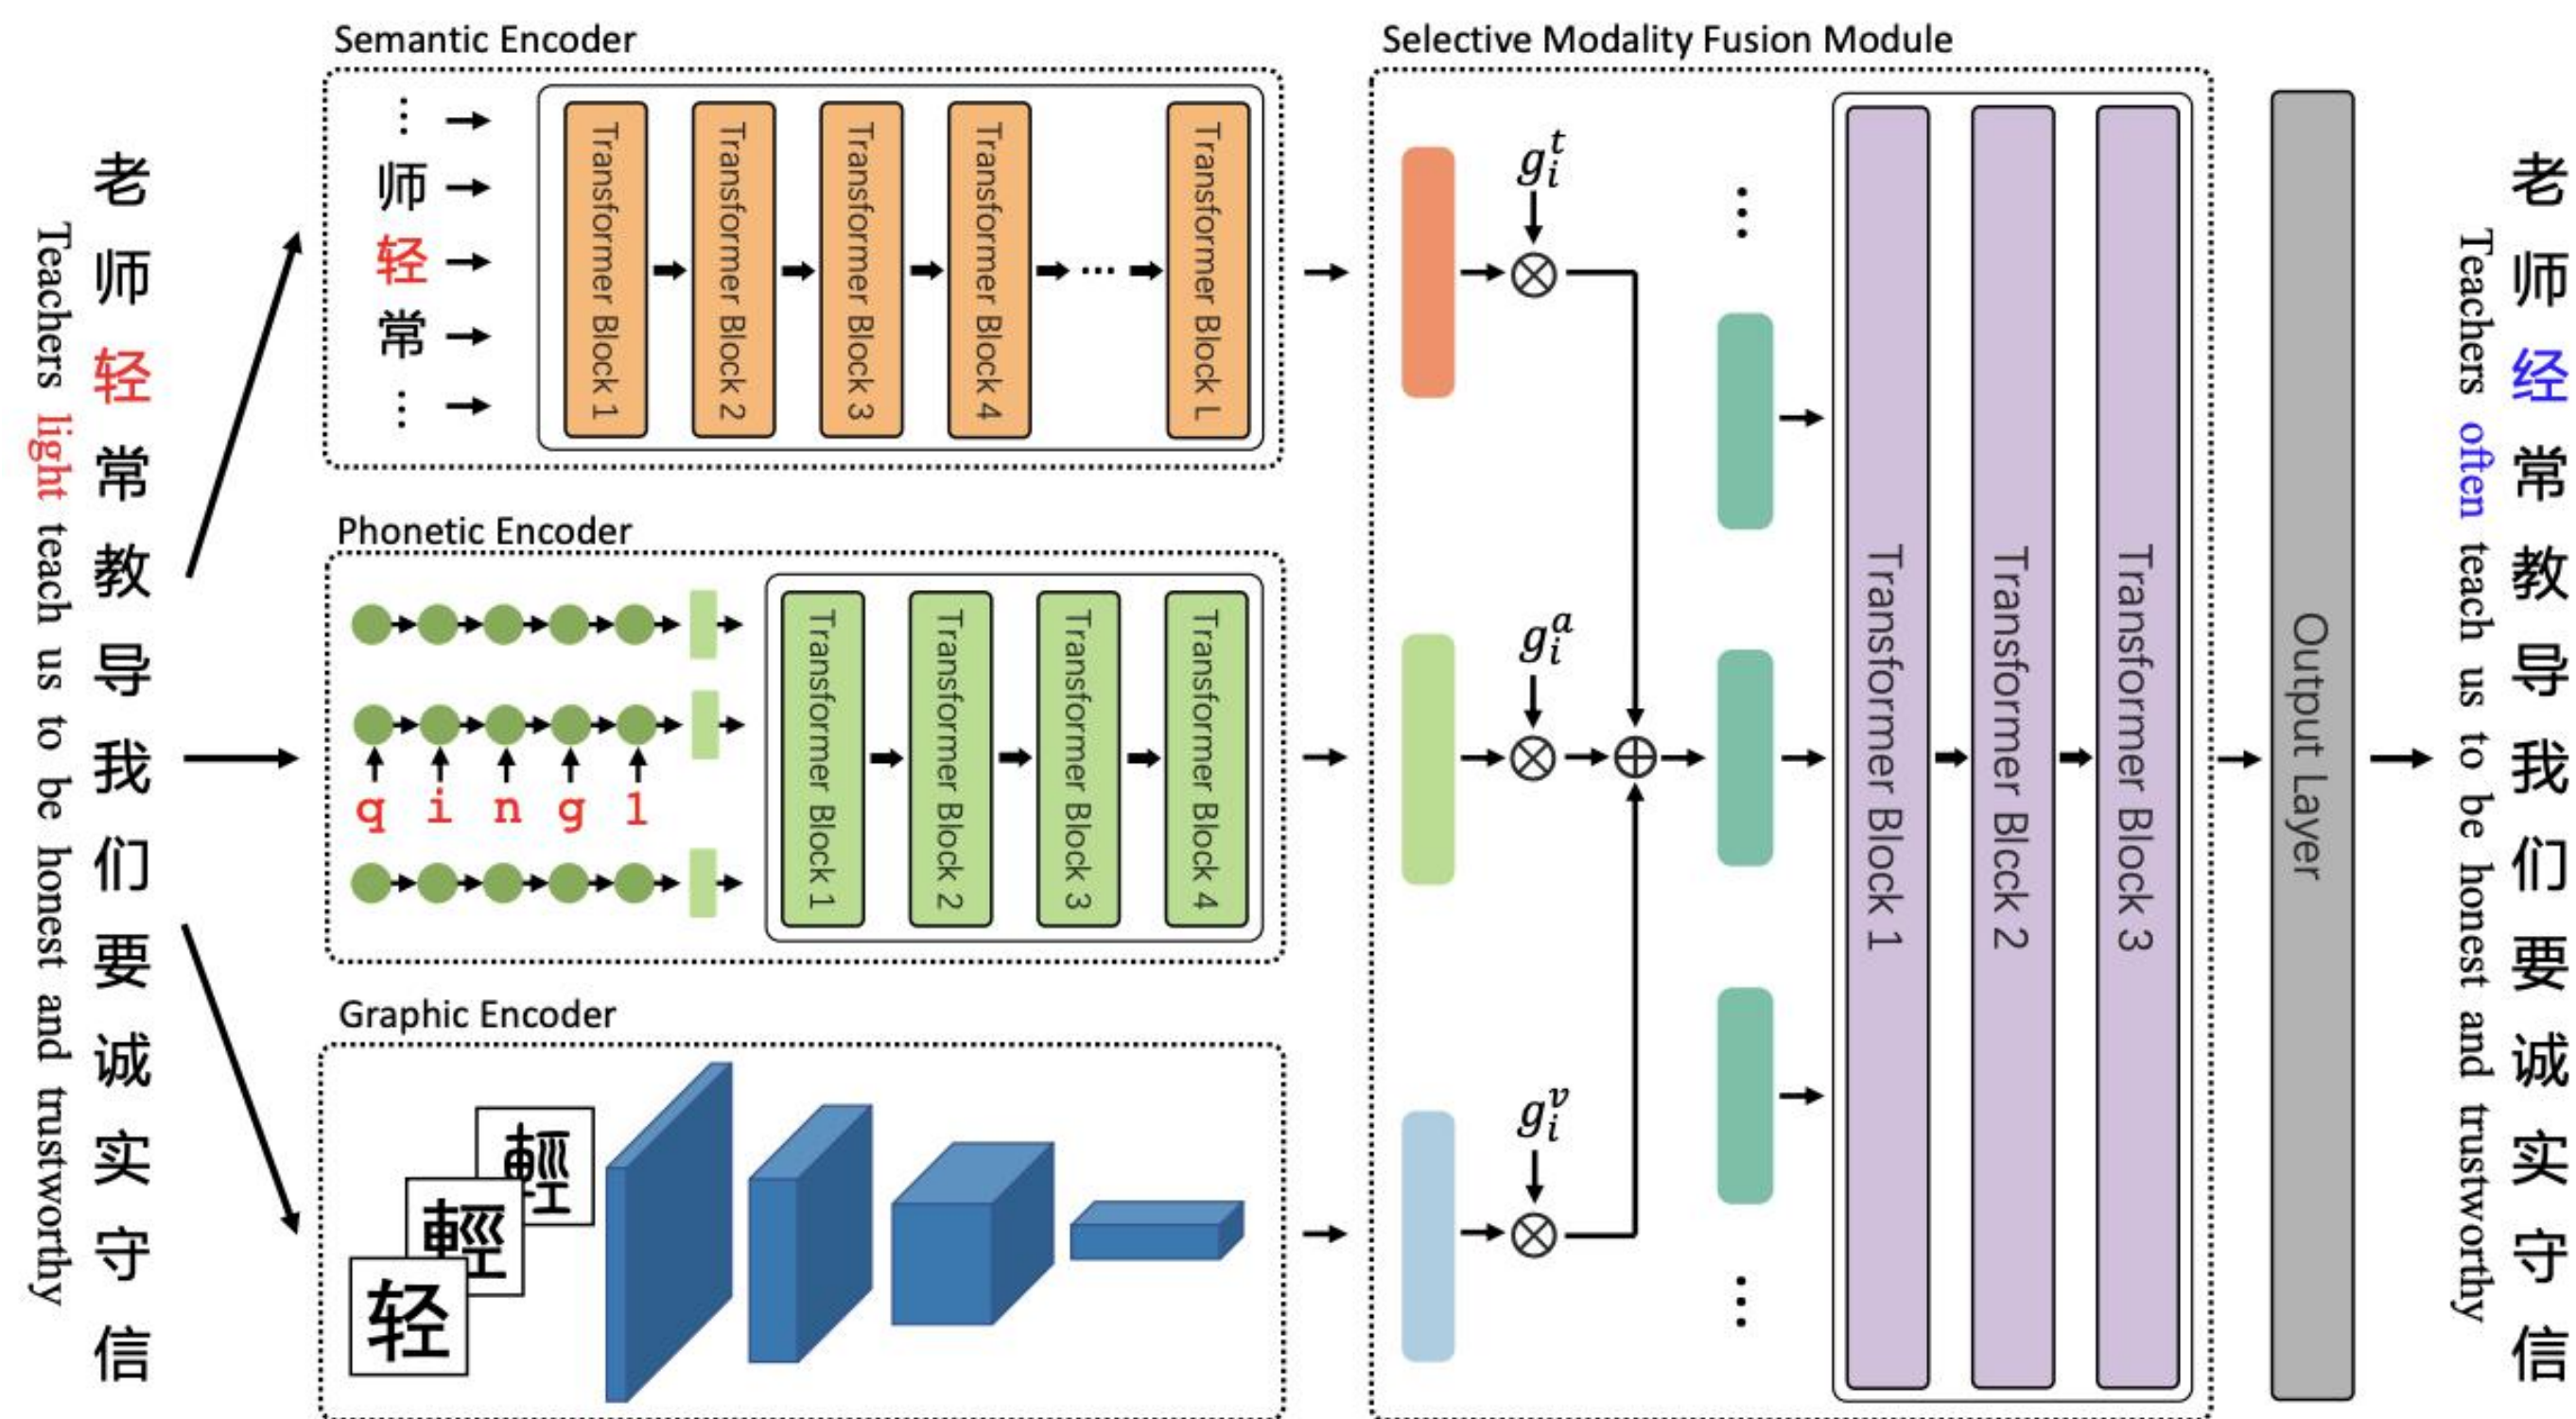 老师轻常教导我们要诚实守信
Teachers light teach us to be honest and trustworthy
Semantic Encoder
⋮
师
轻
常
⋮
Transformer Block 1
Transformer Block 2
Transformer Block 3
Transformer Block 4
...
Transformer Block L
Phonetic Encoder
q i n g 1
Transformer Block 1
Transformer Block 2
Transformer Block 3
Transformer Block 4
Graphic Encoder
輕
輕
轻
Selective Modality Fusion Module
g_i^t
g_i^a
g_i^v
Transformer Block 1
Transformer Blcck 2
Transformer Block 3
Output Layer
老师经常教导我们要诚实守信
Teachers often teach us to be honest and trustworthy